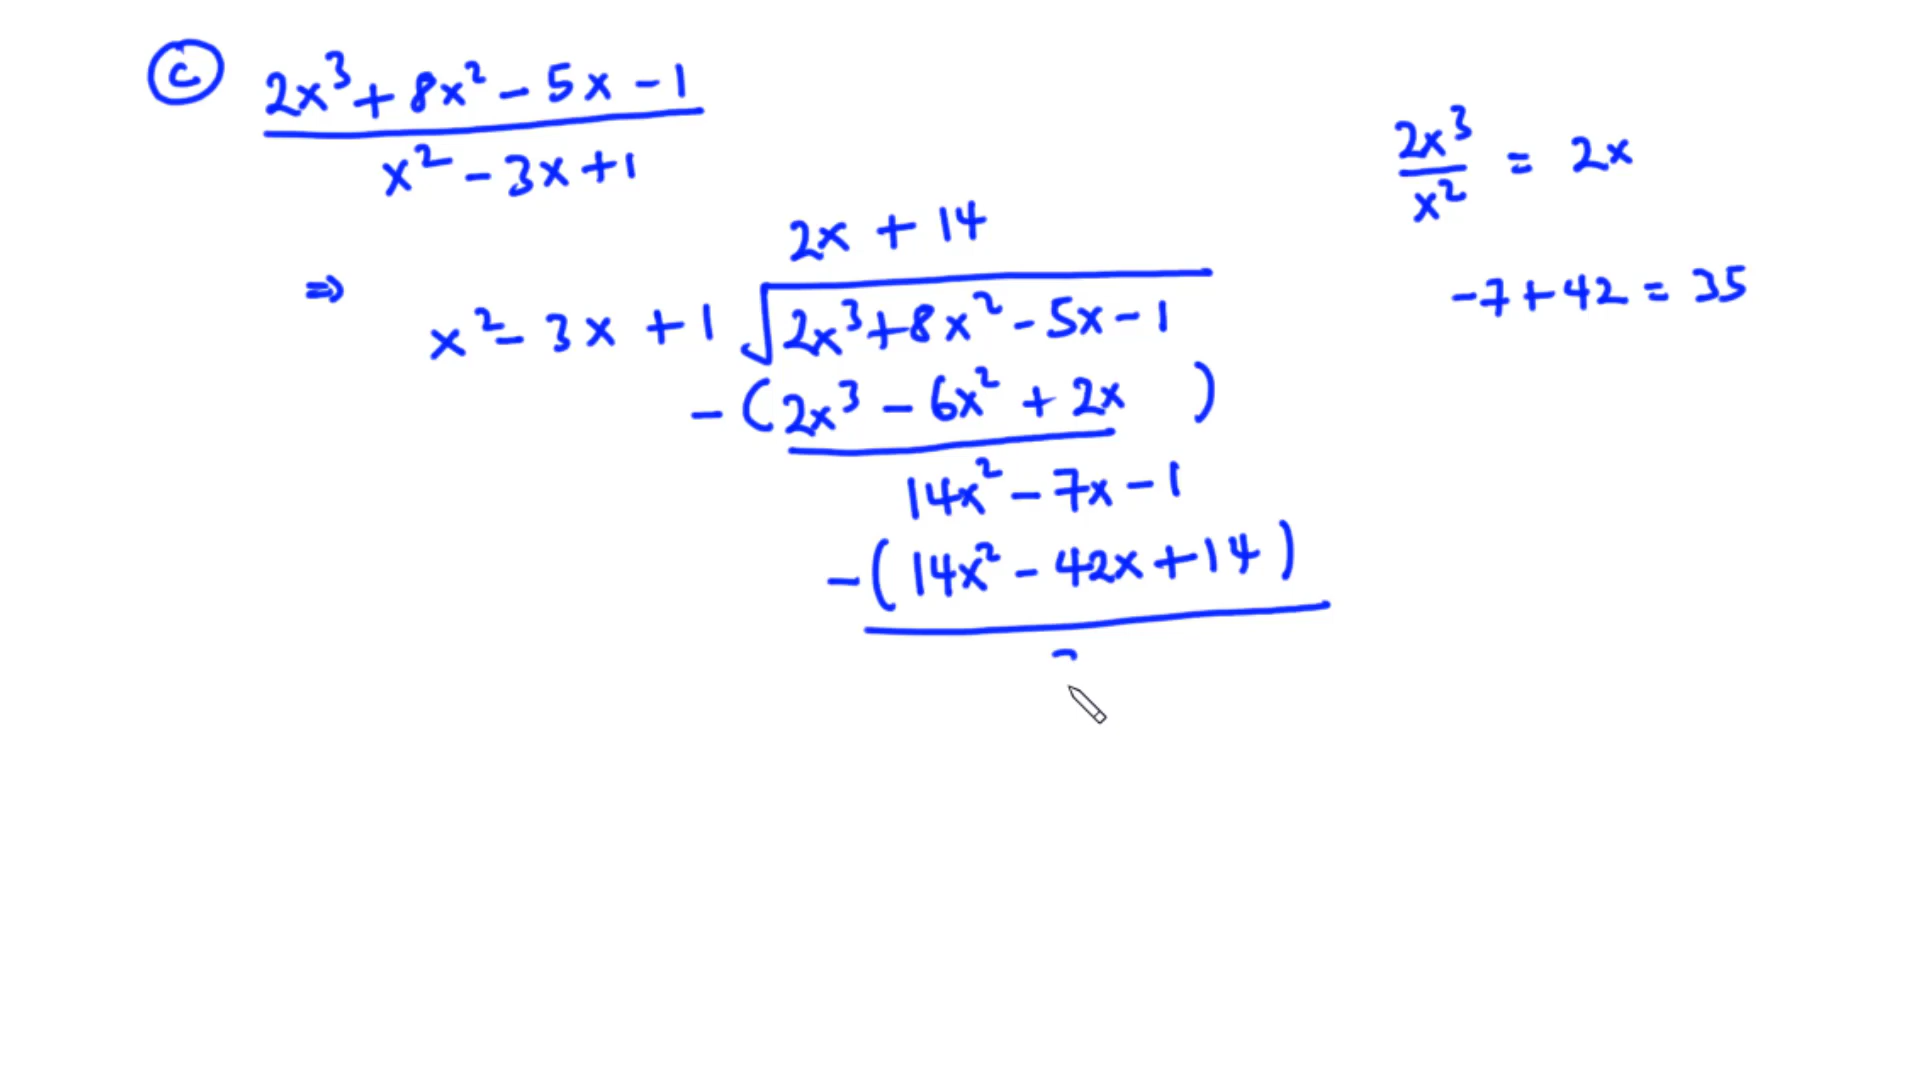 c 2x³ + 8x² - 5x - 1
x² - 3x + 1
2x³
x²
= 2x
2x + 14
⇒ x² - 3x + 1 √ 2x³ + 8x² - 5x - 1
-7 + 42 = 35
- ( 2x³ - 6x² + 2x )
14x² - 7x - 1
- ( 14x² - 42x + 14 )